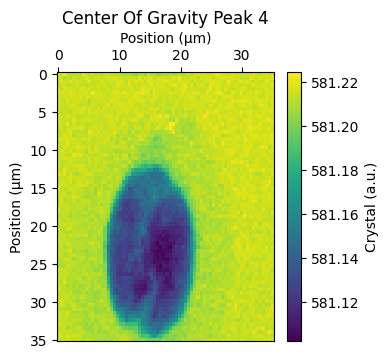 Center Of Gravity Peak 4
Position (μm)
0 10 20 30
0
5
10
15
20
25
30
35
Position (μm)
581.22
581.20
581.18
581.16
581.14
581.12
Crystal (a.u.)